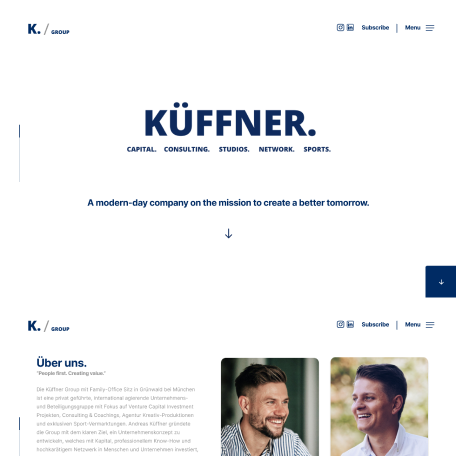 K. / GROUP
Subscribe | Menu
KÜFFNER.
CAPITAL. CONSULTING. STUDIOS. NETWORK. SPORTS.
A modern-day company on the mission to create a better tomorrow.
K. / GROUP
Subscribe | Menu
Über uns.
"People first. Creating value."
Die Küffner Group mit Family-Office Sitz in Grünwald bei München
ist eine privat geführte, international agierende Unternehmens-
und Beteiligungsgruppe mit Fokus auf Venture Capital Investment
Projekten, Consulting & Coachings, Agentur Kreativ-Produktionen
und exklusiven Sport-Vermarktungen. Andreas Küffner gründete
die Group mit dem klaren Ziel, ein Unternehmenskonzept zu
entwickeln, welches mit Kapital, professionellem Know-How und
hochkarätigem Netzwerk in Menschen und Unternehmen investiert,